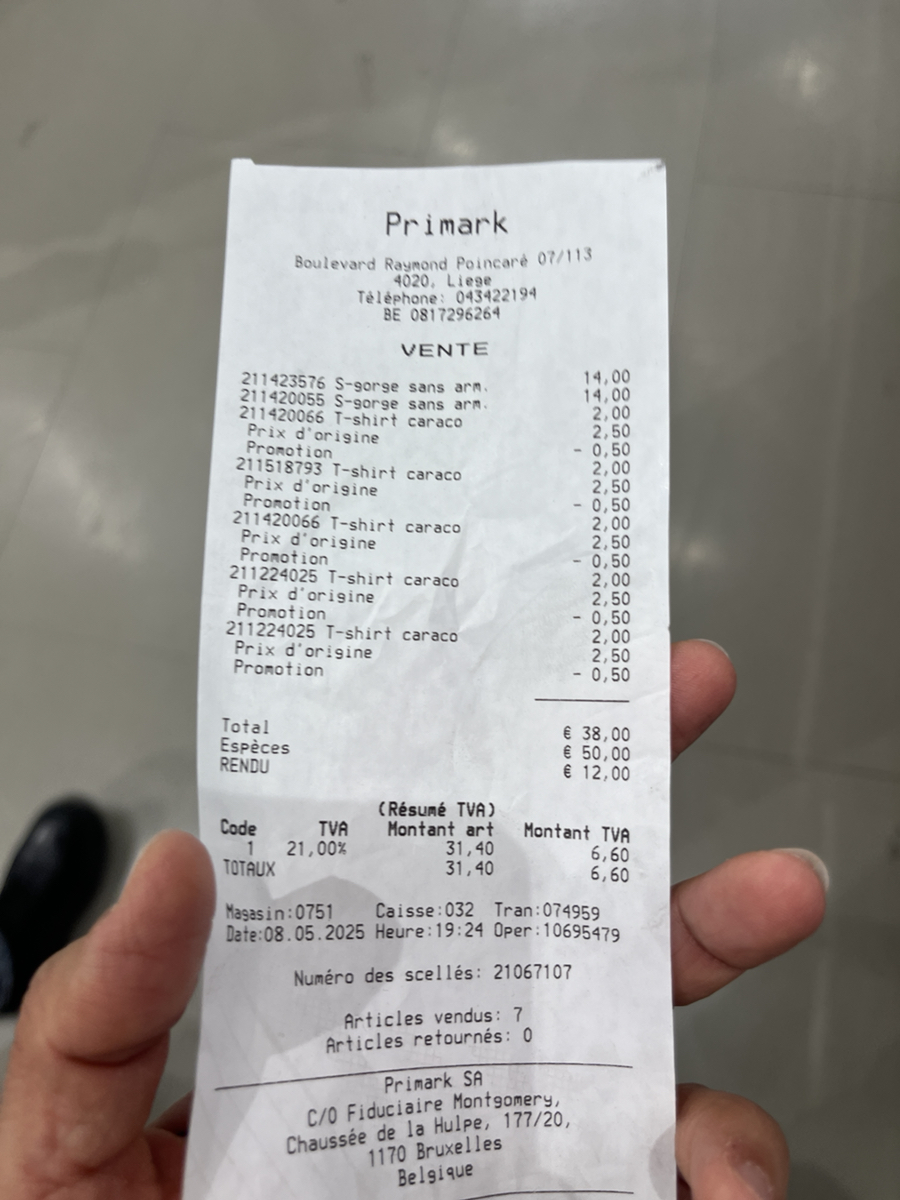 Primark
Boulevard Raymond Poincaré 07/113
4020, Liege
Téléphone: 043422194
BE 0817296264
VENTE
211423576 S-gorge sans arm. 14,00
211420055 S-gorge sans arm. 14,00
211420066 T-shirt caraco 2,00
Prix d'origine 2,50
Promotion - 0,50
211518793 T-shirt caraco 2,00
Prix d'origine 2,50
Promotion - 0,50
211420066 T-shirt caraco 2,00
Prix d'origine 2,50
Promotion - 0,50
211224025 T-shirt caraco 2,00
Prix d'origine 2,50
Promotion - 0,50
211224025 T-shirt caraco 2,00
Prix d'origine 2,50
Promotion - 0,50
Total € 38,00
Espèces € 50,00
RENDU € 12,00
(Résumé TVA)
Code TVA Montant art Montant TVA
1 21,00% 31,40 6,60
TOTAUX 31,40 6,60
Magasin:0751 Caisse:032 Tran:074959
Date:08.05.2025 Heure:19:24 Oper:10695479
Numéro des scellés: 21067107
Articles vendus: 7
Articles retournés: 0
Primark SA
C/O Fiduciaire Montgomery,
Chaussée de la Hulpe, 177/20,
1170 Bruxelles
Belgique